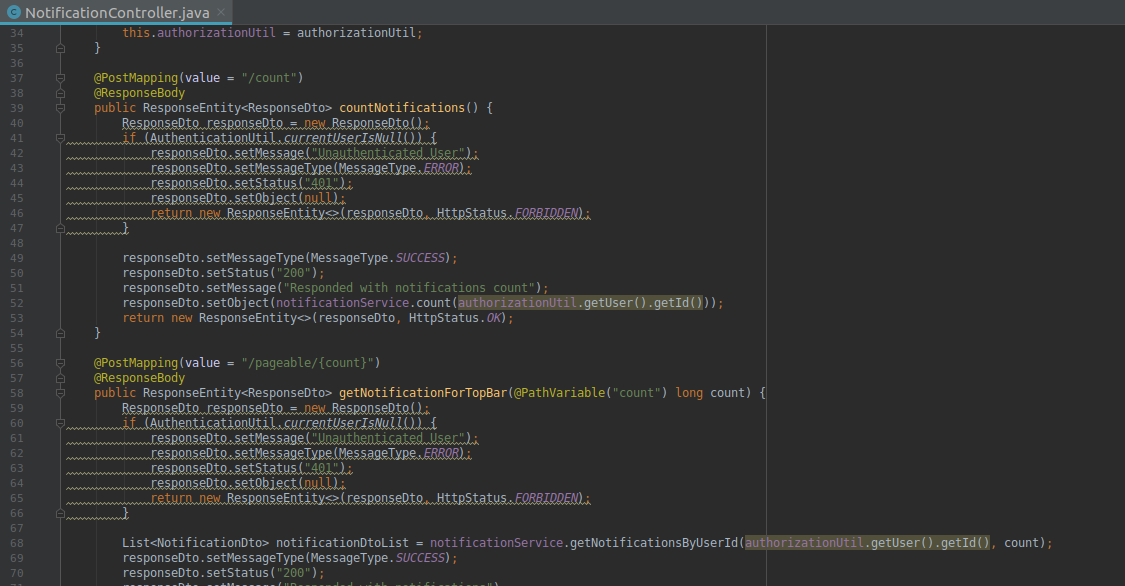 NotificationController.java
34 this.authorizationUtil = authorizationUtil;
35 }
36
37 @PostMapping(value = "/count")
38 @ResponseBody
39 public ResponseEntity<ResponseDto> countNotifications() {
40 ResponseDto responseDto = new ResponseDto();
41 if (AuthenticationUtil.currentUserIsNull()) {
42 responseDto.setMessage("Unauthenticated User");
43 responseDto.setMessageType(MessageType.ERROR);
44 responseDto.setStatus("401");
45 responseDto.setObject(null);
46 return new ResponseEntity<>(responseDto, HttpStatus.FORBIDDEN);
47 }
48
49 responseDto.setMessageType(MessageType.SUCCESS);
50 responseDto.setStatus("200");
51 responseDto.setMessage("Responded with notifications count");
52 responseDto.setObject(notificationService.count(authorizationUtil.getUser().getId()));
53 return new ResponseEntity<>(responseDto, HttpStatus.OK);
54 }
55
56 @PostMapping(value = "/pageable/{count}")
57 @ResponseBody
58 public ResponseEntity<ResponseDto> getNotificationForTopBar(@PathVariable("count") long count) {
59 ResponseDto responseDto = new ResponseDto();
60 if (AuthenticationUtil.currentUserIsNull()) {
61 responseDto.setMessage("Unauthenticated User");
62 responseDto.setMessageType(MessageType.ERROR);
63 responseDto.setStatus("401");
64 responseDto.setObject(null);
65 return new ResponseEntity<>(responseDto, HttpStatus.FORBIDDEN);
66 }
67
68 List<NotificationDto> notificationDtoList = notificationService.getNotificationsByUserId(authorizationUtil.getUser().getId(), count);
69 responseDto.setMessageType(MessageType.SUCCESS);
70 responseDto.setStatus("200");